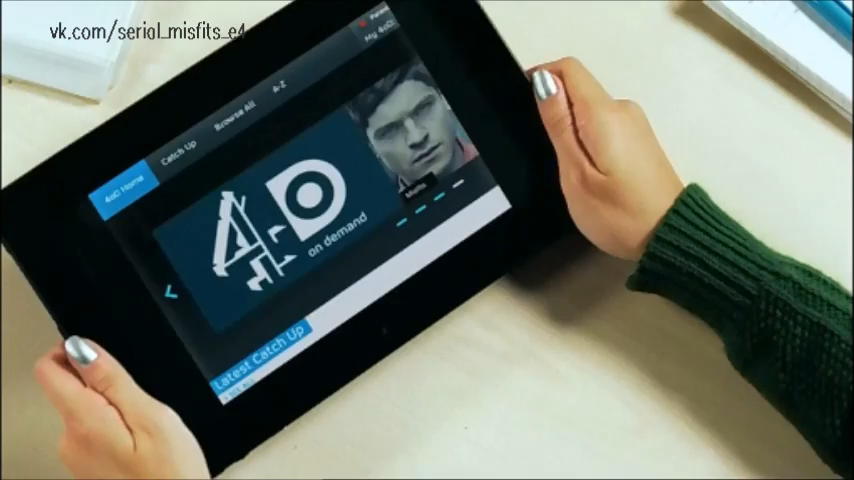 vk.com/serial_misfits_e4
My 4oD
4oD Home
Catch Up
Browse All
A-Z
4oD
on demand
Misfits
Latest Catch Up